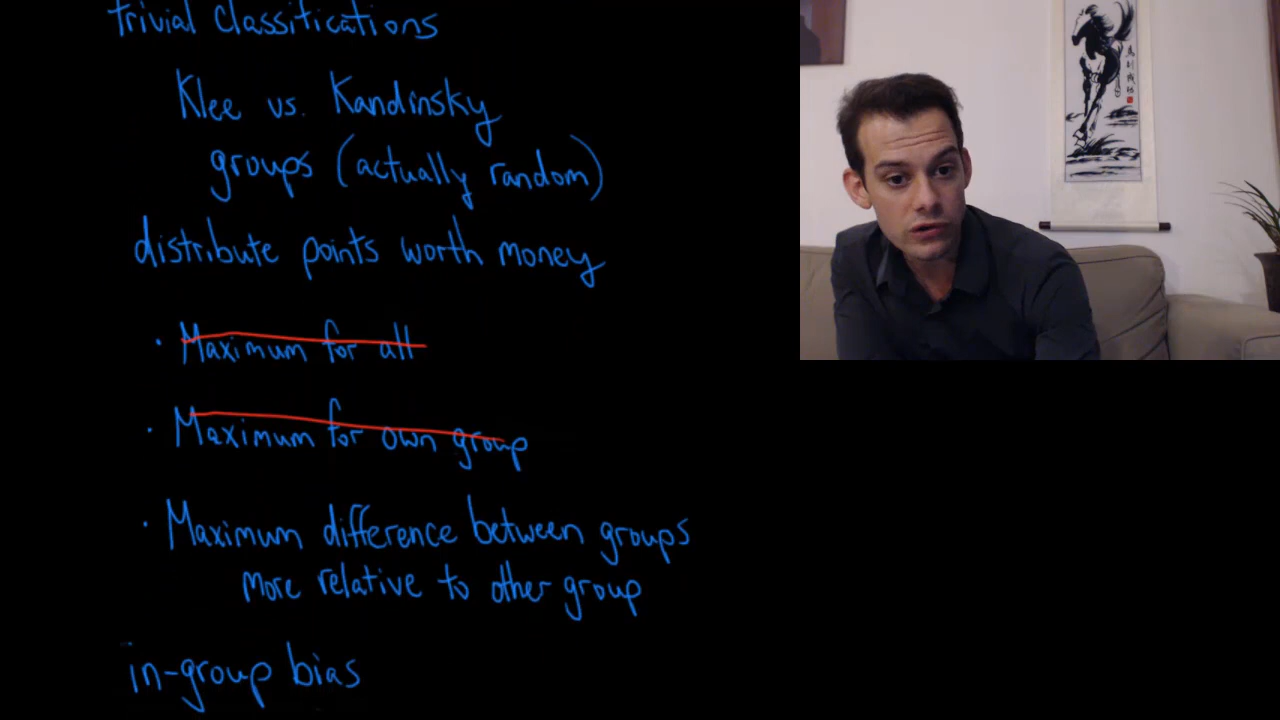 trivial classifications
Klee vs. Kandinsky
groups (actually random)
distribute points worth money
· Maximum for all
· Maximum for own group
· Maximum difference between groups
more relative to other group
in-group bias